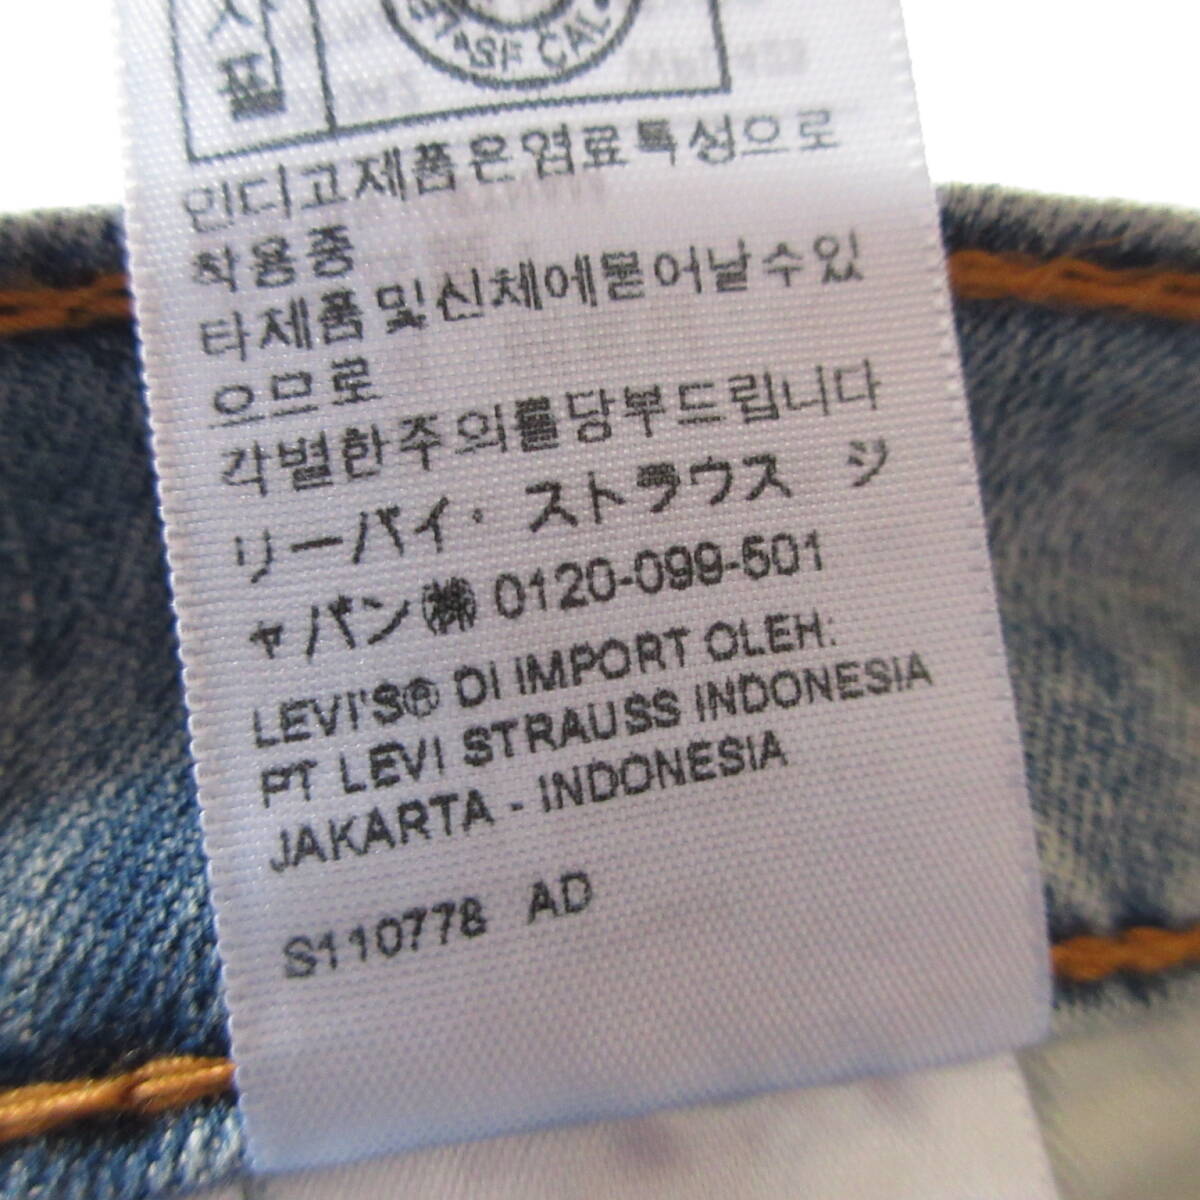 품
SF CAL
인디고제품은염료특성으로
착용중
타제품및신체에묻어날수있
으므로
각별한주의를당부드립니다
リーバイ・ストラウス ジ
ャパン㈱ 0120-099-501
LEVI'S® DI IMPORT OLEH:
PT LEVI STRAUSS INDONESIA
JAKARTA - INDONESIA
S110778 AD